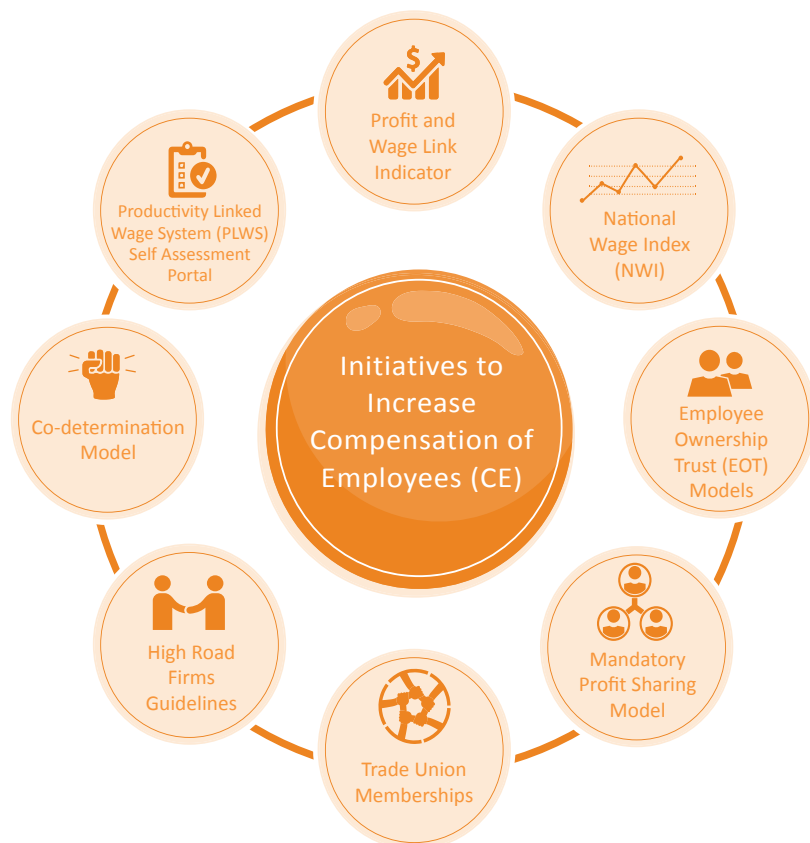 $
Profit and
Wage Link
Indicator
National
Wage Index
(NWI)
Employee
Ownership
Trust (EOT)
Models
Mandatory
Profit Sharing
Model
Trade Union
Memberships
High Road
Firms
Guidelines
Co-determination
Model
Productivity Linked
Wage System (PLWS)
Self Assessment
Portal
Initiatives to
Increase
Compensation of
Employees (CE)